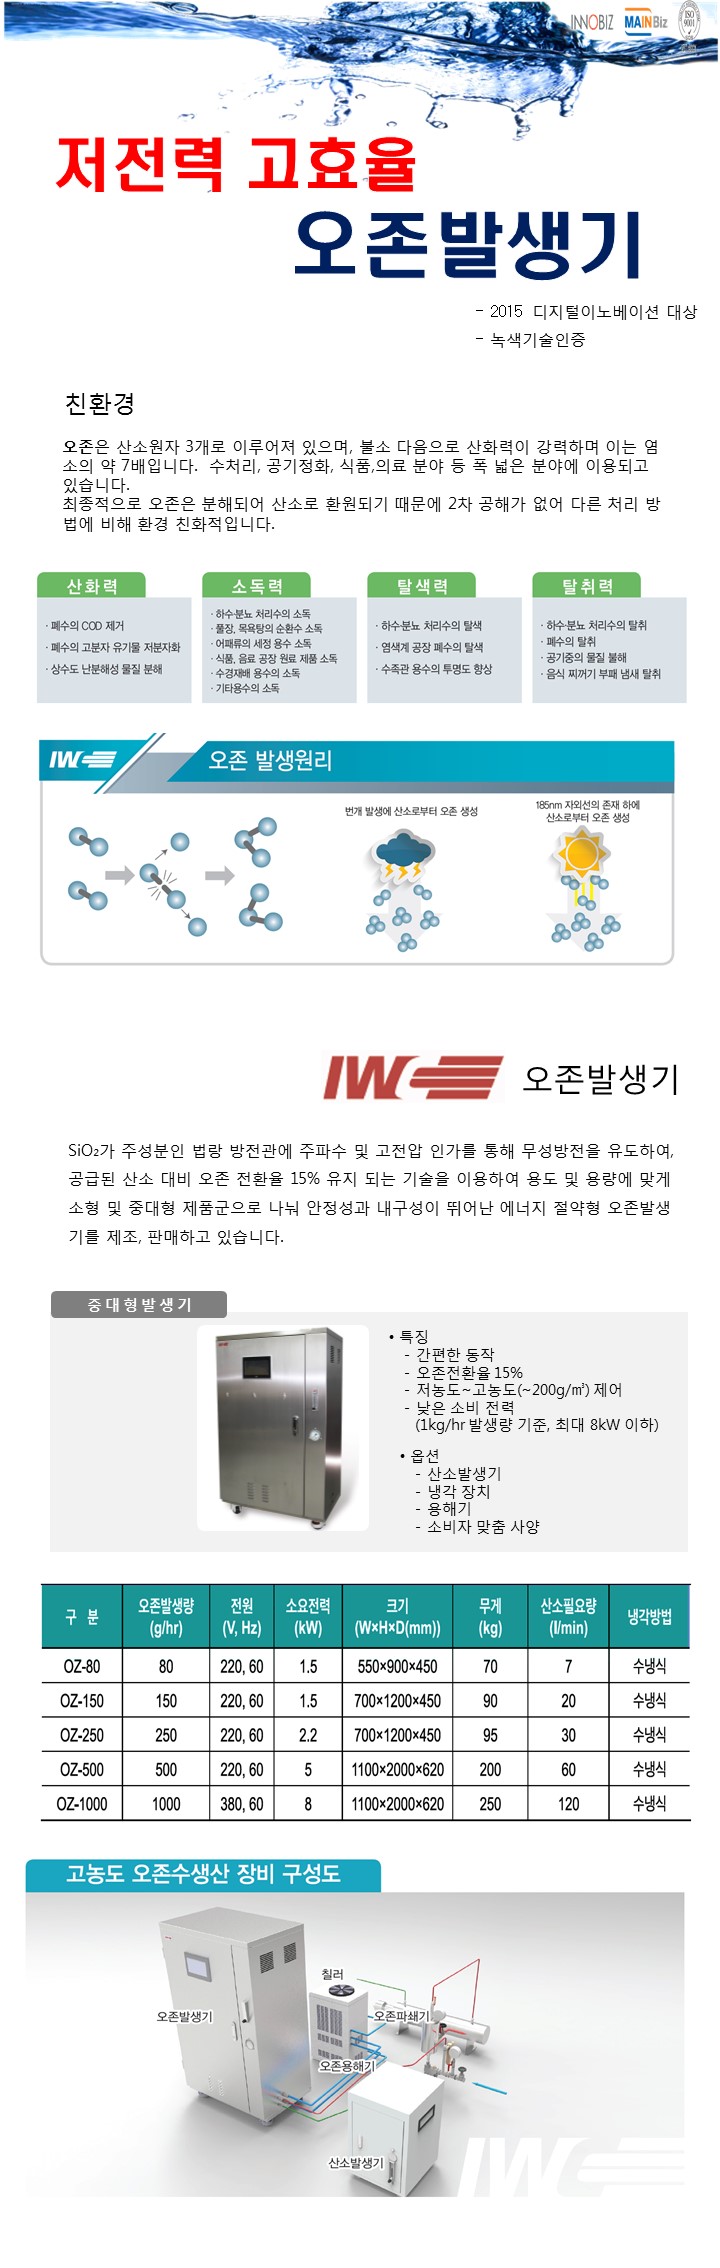 INNOBIZ MAINBiz ISO 9001
저전력 고효율
오존발생기
- 2015 디지털이노베이션 대상
- 녹색기술인증
친환경
오존은 산소원자 3개로 이루어져 있으며, 불소 다음으로 산화력이 강력하며 이는 염
소의 약 7배입니다. 수처리, 공기정화, 식품,의료 분야 등 폭 넓은 분야에 이용되고
있습니다.
최종적으로 오존은 분해되어 산소로 환원되기 때문에 2차 공해가 없어 다른 처리 방
법에 비해 환경 친화적입니다.
산화력
· 폐수의 COD 제거
· 폐수의 고분자 유기물 저분자화
· 상수도 난분해성 물질 분해
소독력
· 하수·분뇨 처리수의 소독
· 풀장, 목욕탕의 순환수 소독
· 어패류의 세정 용수 소독
· 식품, 음료 공장 원료 제품 소독
· 수경재배 용수의 소독
· 기타용수의 소독
탈색력
· 하수·분뇨 처리수의 탈색
· 염색계 공장 폐수의 탈색
· 수족관 용수의 투명도 향상
탈취력
· 하수·분뇨 처리수의 탈취
· 폐수의 탈취
· 공기중의 물질 불해
· 음식 찌꺼기 부패 냄새 탈취
IWE 오존 발생원리
번개 발생에 산소로부터 오존 생성
185nm 자외선의 존재 하에
산소로부터 오존 생성
IWE 오존발생기
SiO₂가 주성분인 법랑 방전관에 주파수 및 고전압 인가를 통해 무성방전을 유도하여,
공급된 산소 대비 오존 전환율 15% 유지 되는 기술을 이용하여 용도 및 용량에 맞게
소형 및 중대형 제품군으로 나눠 안정성과 내구성이 뛰어난 에너지 절약형 오존발생
기를 제조, 판매하고 있습니다.
중대형발생기
• 특징
- 간편한 동작
- 오존전환율 15%
- 저농도~고농도(~200g/㎥) 제어
- 낮은 소비 전력
(1kg/hr 발생량 기준, 최대 8kW 이하)
• 옵션
- 산소발생기
- 냉각 장치
- 용해기
- 소비자 맞춤 사양
구 분 오존발생량 (g/hr) 전원 (V, Hz) 소요전력 (kW) 크기 (W×H×D(mm)) 무게 (kg) 산소필요량 (l/min) 냉각방법
OZ-80 80 220, 60 1.5 550×900×450 70 7 수냉식
OZ-150 150 220, 60 1.5 700×1200×450 90 20 수냉식
OZ-250 250 220, 60 2.2 700×1200×450 95 30 수냉식
OZ-500 500 220, 60 5 1100×2000×620 200 60 수냉식
OZ-1000 1000 380, 60 8 1100×2000×620 250 120 수냉식
고농도 오존수생산 장비 구성도
칠러
오존발생기
오존파쇄기
오존용해기
산소발생기
IWE